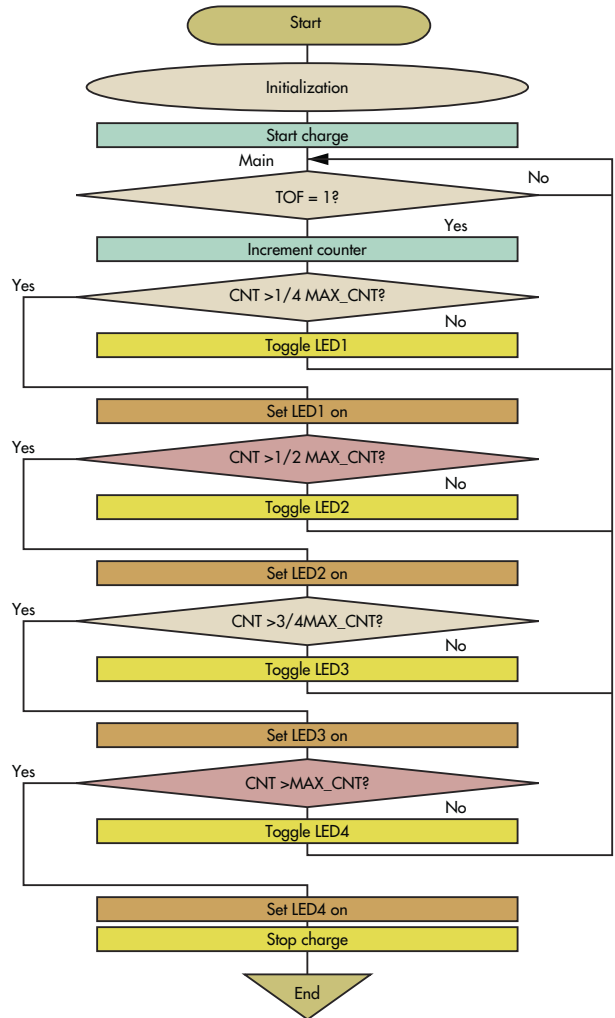 Start
Initialization
Start charge
Main
No
TOF = 1?
Yes
Increment counter
Yes
CNT >1/4 MAX_CNT?
No
Toggle LED1
Set LED1 on
Yes
CNT >1/2 MAX_CNT?
No
Toggle LED2
Set LED2 on
Yes
CNT >3/4MAX_CNT?
No
Toggle LED3
Set LED3 on
Yes
CNT >MAX_CNT?
No
Toggle LED4
Set LED4 on
Stop charge
End